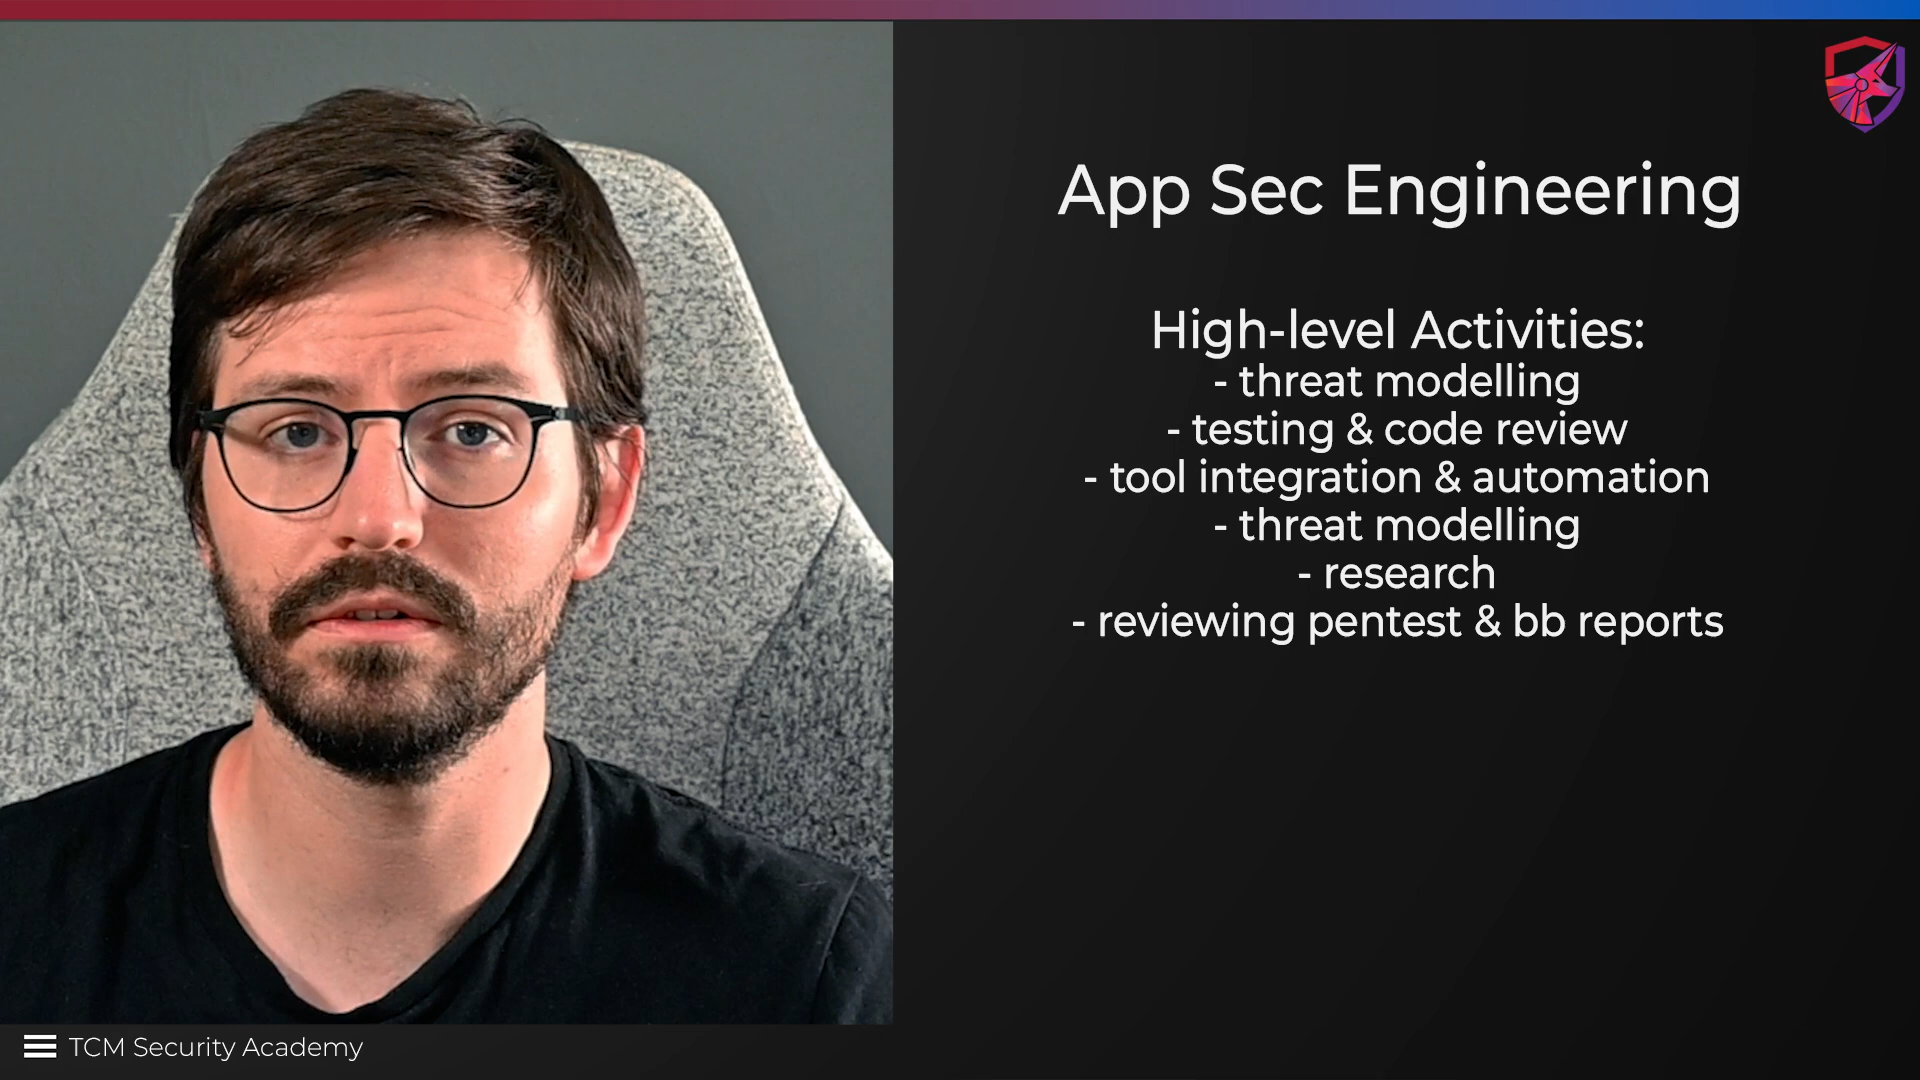 App Sec Engineering
High-level Activities:
- threat modelling
- testing & code review
- tool integration & automation
- threat modelling
- research
- reviewing pentest & bb reports
TCM Security Academy